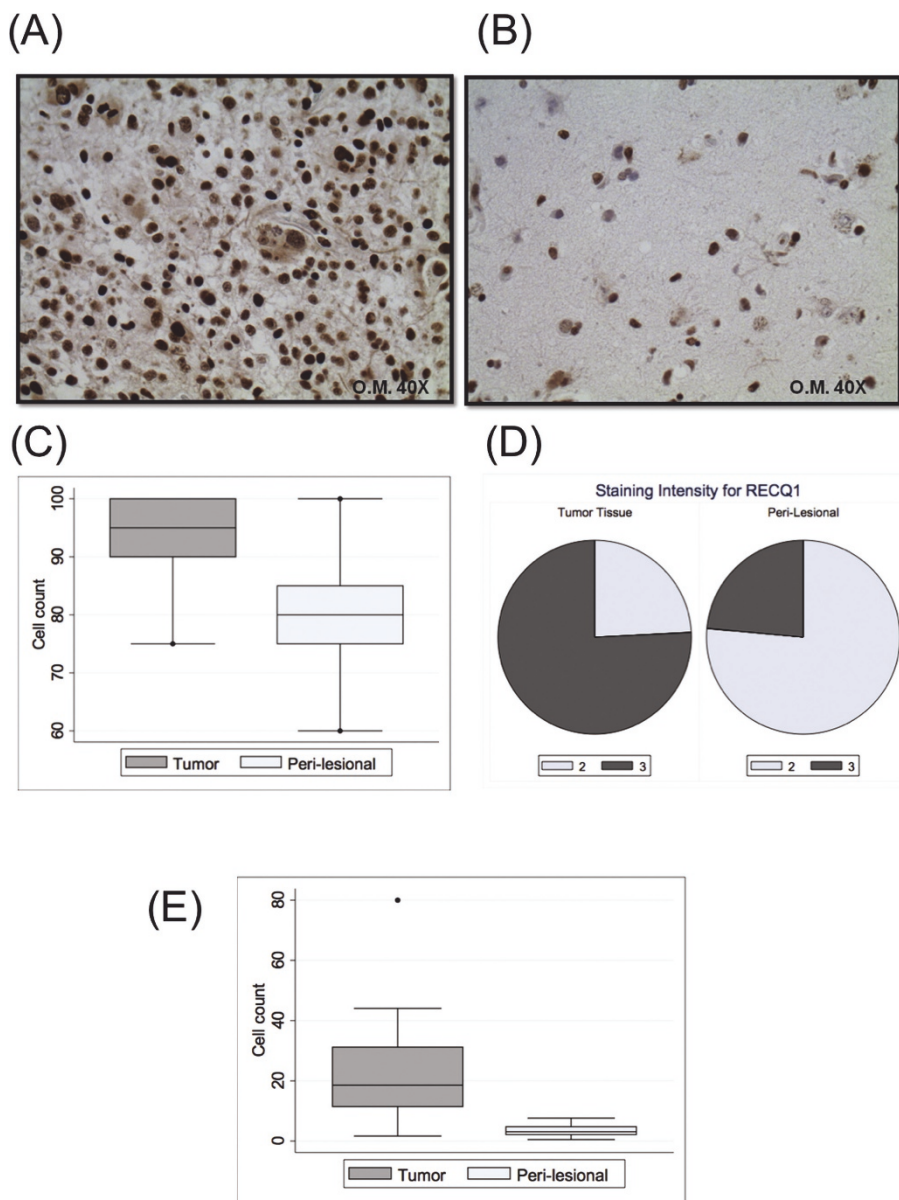 (A)
(B)
O.M. 40X
O.M. 40X
(C)
(D)
100
90
80
70
60
Cell count
Tumor
Peri-lesional
Staining Intensity for RECQ1
Tumor Tissue
Peri-Lesional
2
3
2
3
(E)
80
60
40
20
0
Cell count
Tumor
Peri-lesional